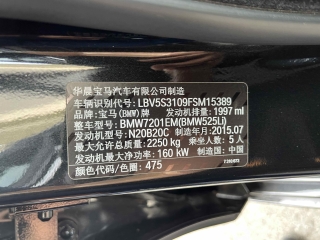 华晨宝马汽车有限公司制造
车辆识别代号: LBV5S3109FSM15389
品牌: 宝马(BMW)牌 发动机排量: 1997 ml
整车型号: BMW7201EM(BMW525Li)
发动机型号: N20B20C 制造年月: 2015.07
最大允许总质量: 2250 kg 乘坐人数: 5 人
发动机最大净功率: 160 kW 制造国: 中国
颜色代码/色图: 475